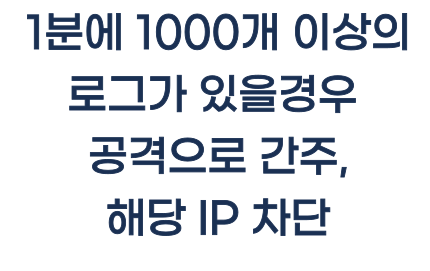 1분에 1000개 이상의
로그가 있을경우
공격으로 간주,
해당 IP 차단